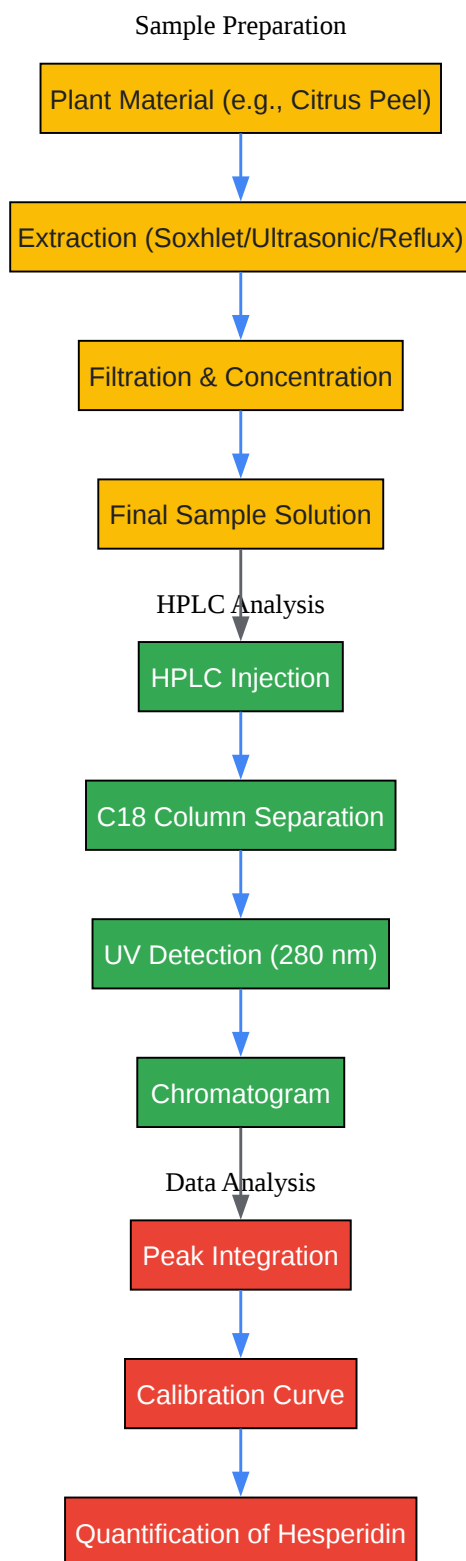 Sample Preparation
Plant Material (e.g., Citrus Peel)
Extraction (Soxhlet/Ultrasonic/Reflux)
Filtration & Concentration
Final Sample Solution
HPLC Analysis
HPLC Injection
C18 Column Separation
UV Detection (280 nm)
Chromatogram
Data Analysis
Peak Integration
Calibration Curve
Quantification of Hesperidin